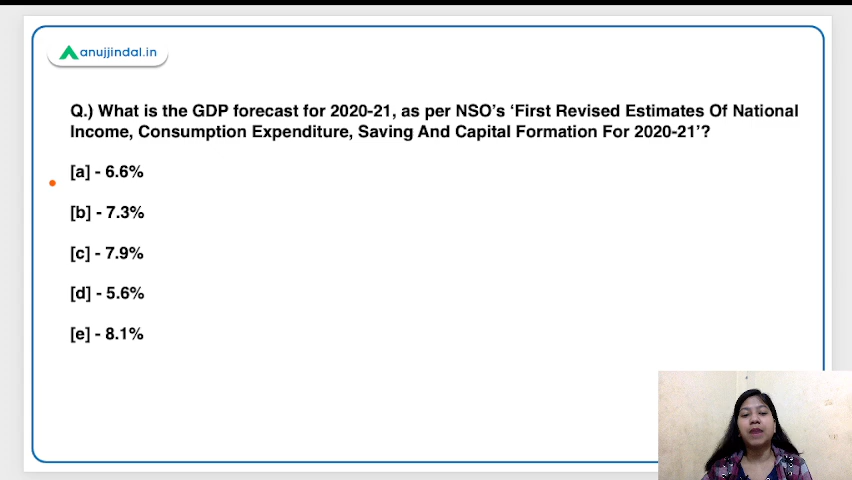 anujjindal.in
Q.) What is the GDP forecast for 2020-21, as per NSO's ‘First Revised Estimates Of National
Income, Consumption Expenditure, Saving And Capital Formation For 2020-21’?
[a] - 6.6%
[b] - 7.3%
[c] - 7.9%
[d] - 5.6%
[e] - 8.1%